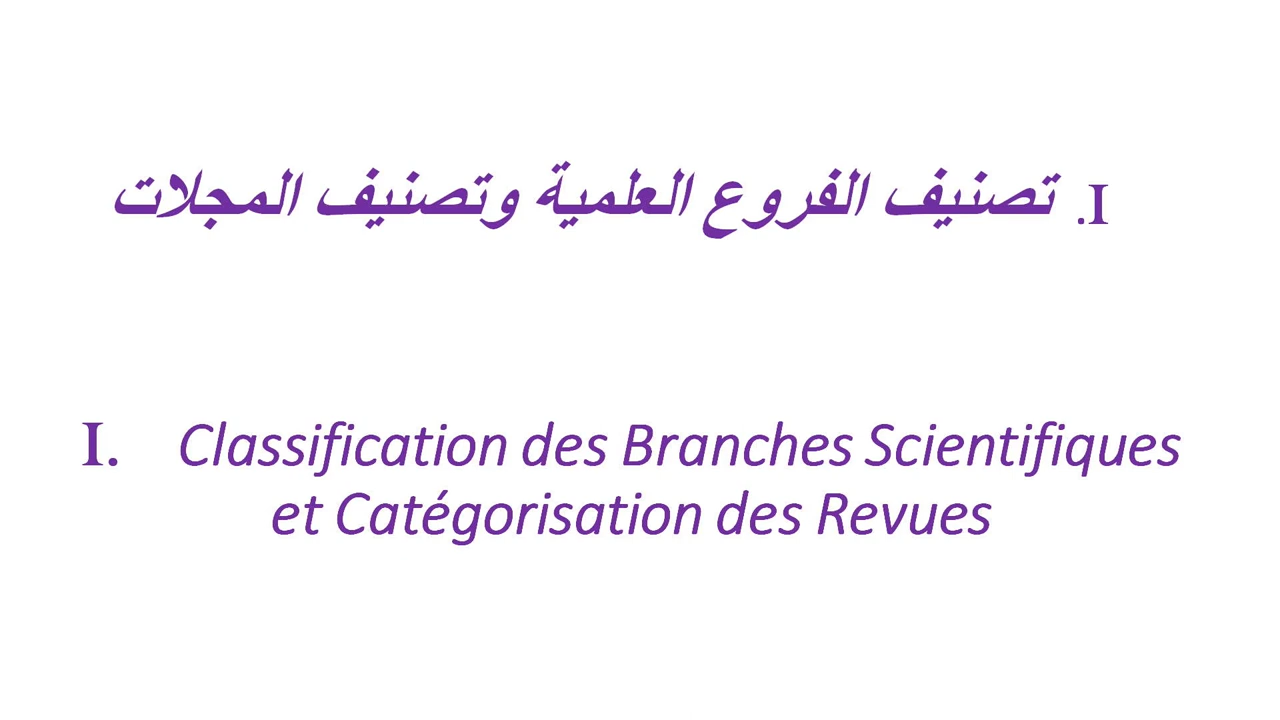 I. تصنيف الفروع العلمية وتصنيف المجلات
I. Classification des Branches Scientifiques
et Catégorisation des Revues